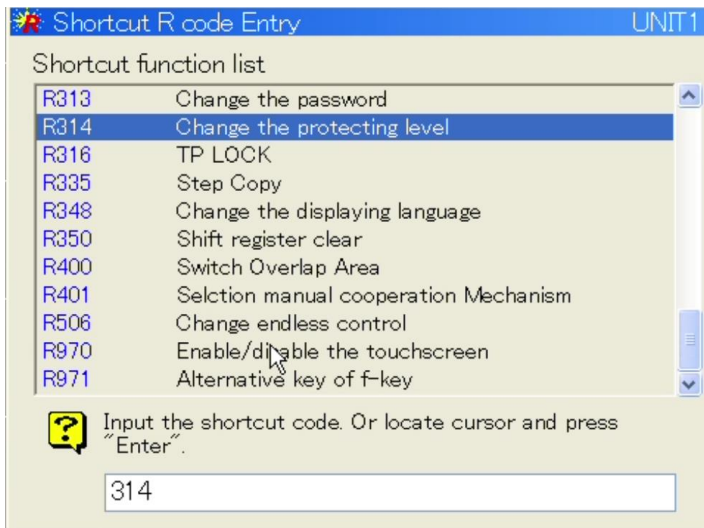 Shortcut R code Entry UNIT1
Shortcut function list
R313 Change the password
R314 Change the protecting level
R316 TP LOCK
R335 Step Copy
R348 Change the displaying language
R350 Shift register clear
R400 Switch Overlap Area
R401 Selction manual cooperation Mechanism
R506 Change endless control
R970 Enable/disable the touchscreen
R971 Alternative key of f-key
Input the shortcut code. Or locate cursor and press
"Enter".
314